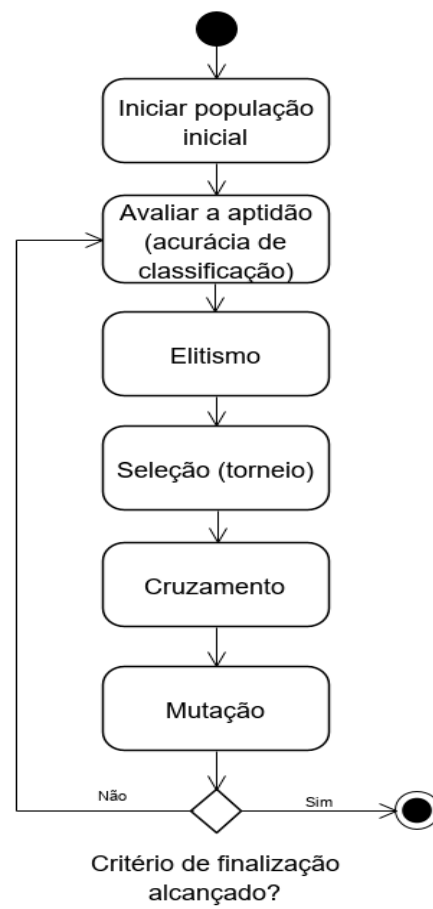 Iniciar população
inicial
Avaliar a aptidão
(acurácia de
classificação)
Elitismo
Seleção (torneio)
Cruzamento
Mutação
Não
Sim
Critério de finalização
alcançado?